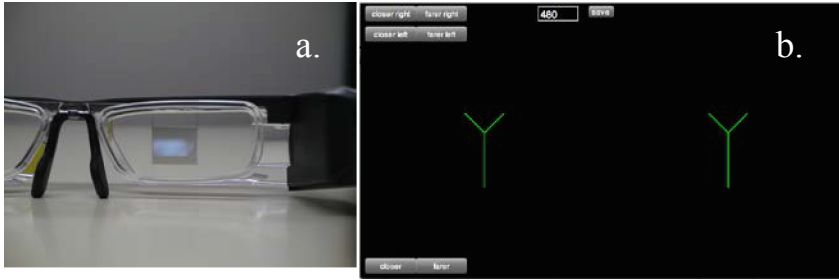 a.
closer right farer right 480 save
closer left farer left
b.
closer farer